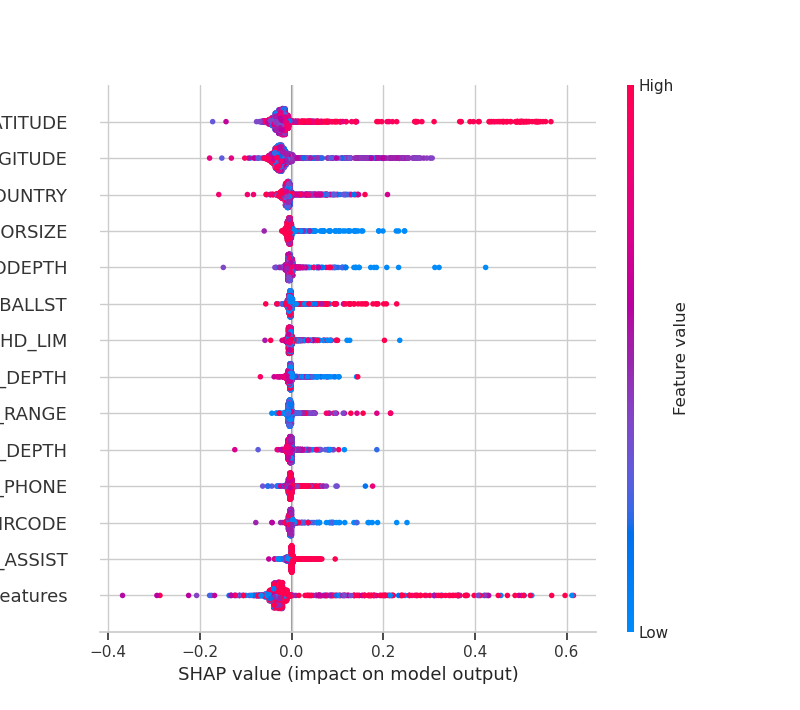 High
ATITUDE
GITUDE
OUNTRY
ORSIZE
ODEPTH
BALLST
HD_LIM
_DEPTH
_RANGE
_DEPTH
_PHONE
IRCODE
_ASSIST
eatures
Low
Feature value
−0.4 −0.2 0.0 0.2 0.4 0.6
SHAP value (impact on model output)